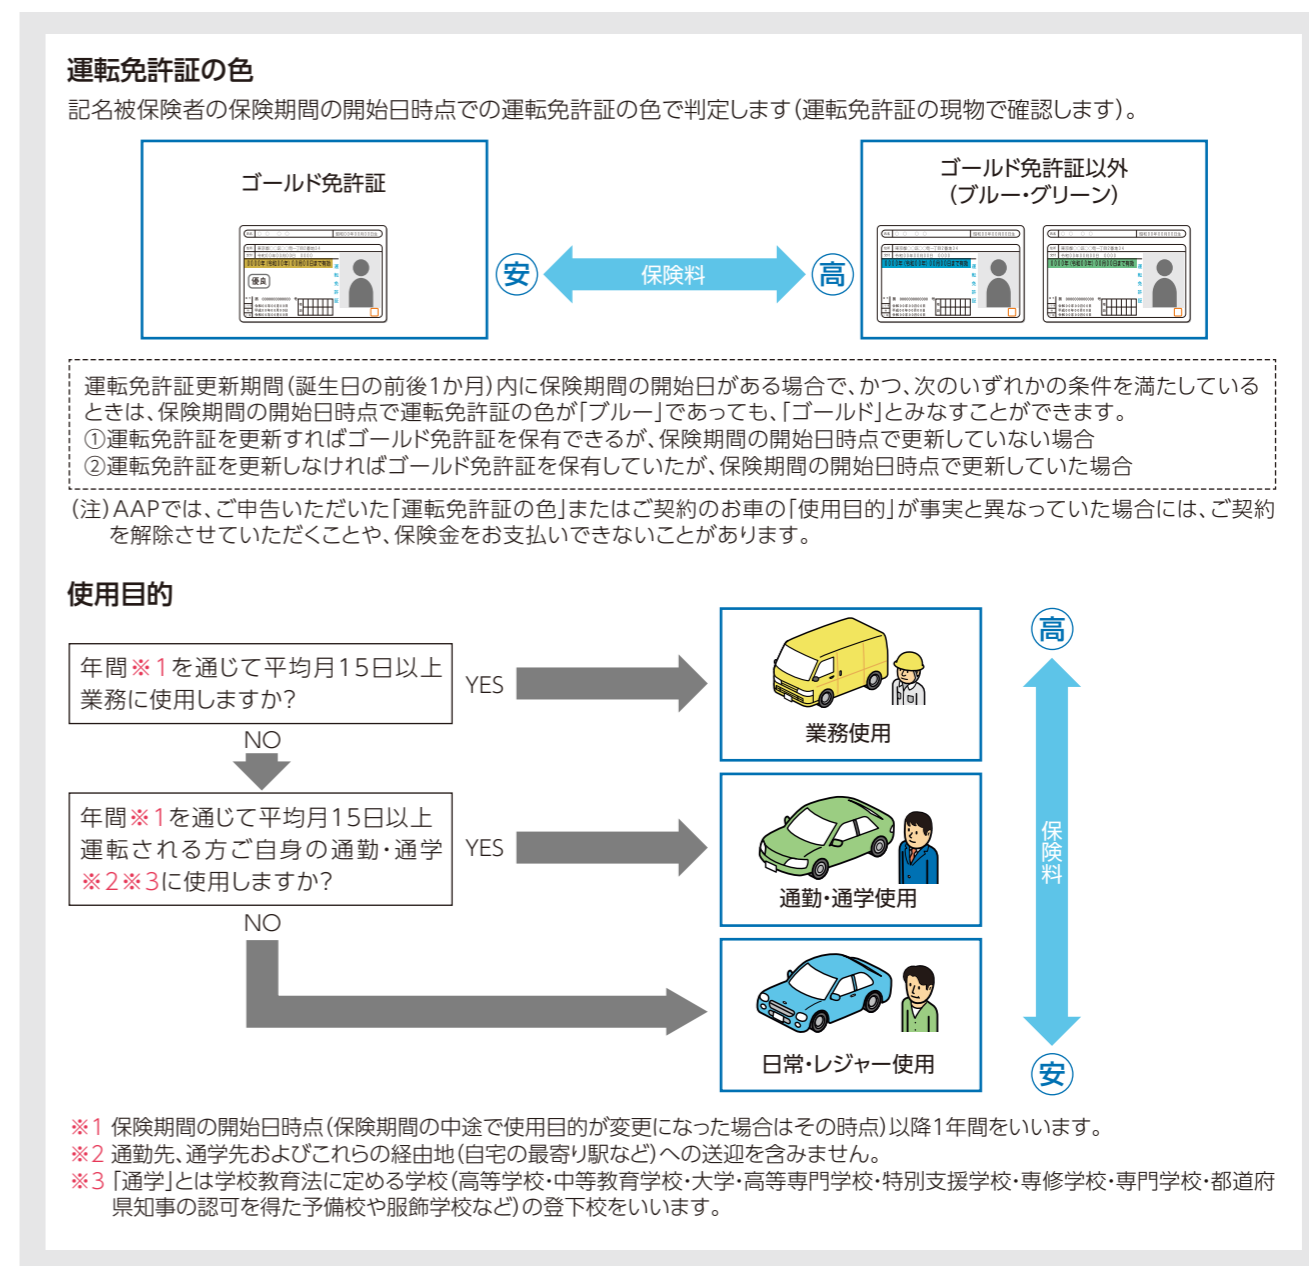 運転免許証の色
記名被保険者の保険期間の開始日時点での運転免許証の色で判定します(運転免許証の現物で確認します)。
ゴールド免許証
優良
安
保険料
高
ゴールド免許証以外
(ブルー・グリーン)
運転免許証更新期間(誕生日の前後1か月)内に保険期間の開始日がある場合で、かつ、次のいずれかの条件を満たしている
ときは、保険期間の開始日時点で運転免許証の色が「ブルー」であっても、「ゴールド」とみなすことができます。
①運転免許証を更新すればゴールド免許証を保有できるが、保険期間の開始日時点で更新していない場合
②運転免許証を更新しなければゴールド免許証を保有していたが、保険期間の開始日時点で更新していた場合
(注)AAPでは、ご申告いただいた「運転免許証の色」またはご契約のお車の「使用目的」が事実と異なっていた場合には、ご契約
を解除させていただくことや、保険金をお支払いできないことがあります。
使用目的
年間※1を通じて平均月15日以上
業務に使用しますか?
YES
業務使用
NO
年間※1を通じて平均月15日以上
運転される方ご自身の通勤・通学
※2※3に使用しますか?
YES
通勤・通学使用
NO
日常・レジャー使用
高
保険料
安
※1 保険期間の開始日時点(保険期間の中途で使用目的が変更になった場合はその時点)以降1年間をいいます。
※2 通勤先、通学先およびこれらの経由地(自宅の最寄り駅など)への送迎を含みません。
※3 「通学」とは学校教育法に定める学校(高等学校・中等教育学校・大学・高等専門学校・特別支援学校・専修学校・専門学校・都道府
県知事の認可を得た予備校や服飾学校など)の登下校をいいます。